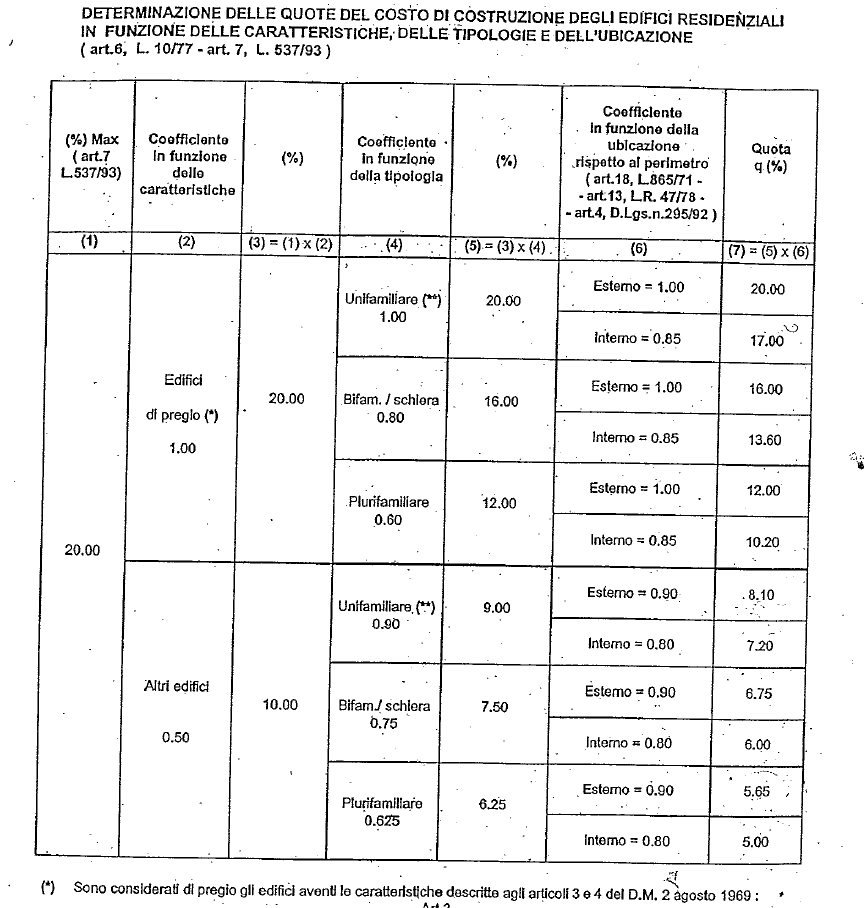 DETERMINAZIONE DELLE QUOTE DEL COSTO DI COSTRUZIONE DEGLI EDIFICI RESIDENZIALI
IN FUNZIONE DELLE CARATTERISTICHE, DELLE TIPOLOGIE E DELL'UBICAZIONE
( art.6, L. 10/77 - art. 7, L. 537/93 )
(%) Max
( art.7
L.537/93)
Coefficiente
in funzione
delle
caratteristiche
(%)
Coefficiente
in funzione
della tipologia
(%)
Coefficiente
in funzione della
ubicazione
rispetto al perimetro
( art.18, L.865/71 -
- art.13, L.R. 47/78 -
- art.4, D.Lgs.n.295/92 )
Quota
q (%)
(1)
(2)
(3) = (1) x (2)
(4)
(5) = (3) x (4)
(6)
(7) = (5) x (6)
20.00
Edifici
di pregio (*)
1.00
20.00
Unifamiliare (**)
1.00
20.00
Esterno = 1.00
20.00
Interno = 0.85
17.00
Bifam. / schiera
0.80
16.00
Esterno = 1.00
16.00
Interno = 0.85
13.60
Plurifamiliare
0.60
12.00
Esterno = 1.00
12.00
Interno = 0.85
10.20
Altri edifici
0.50
10.00
Unifamiliare (**)
0.90
9.00
Esterno = 0.90
8.10
Interno = 0.80
7.20
Bifam./ schiera
0.75
7.50
Esterno = 0.90
6.75
Interno = 0.80
6.00
Plurifamiliare
0.625
6.25
Esterno = 0.90
5.65
Interno = 0.80
5.00
(*) Sono considerati di pregio gli edifici aventi le caratteristiche descritte agli articoli 3 e 4 del D.M. 2 agosto 1969 :